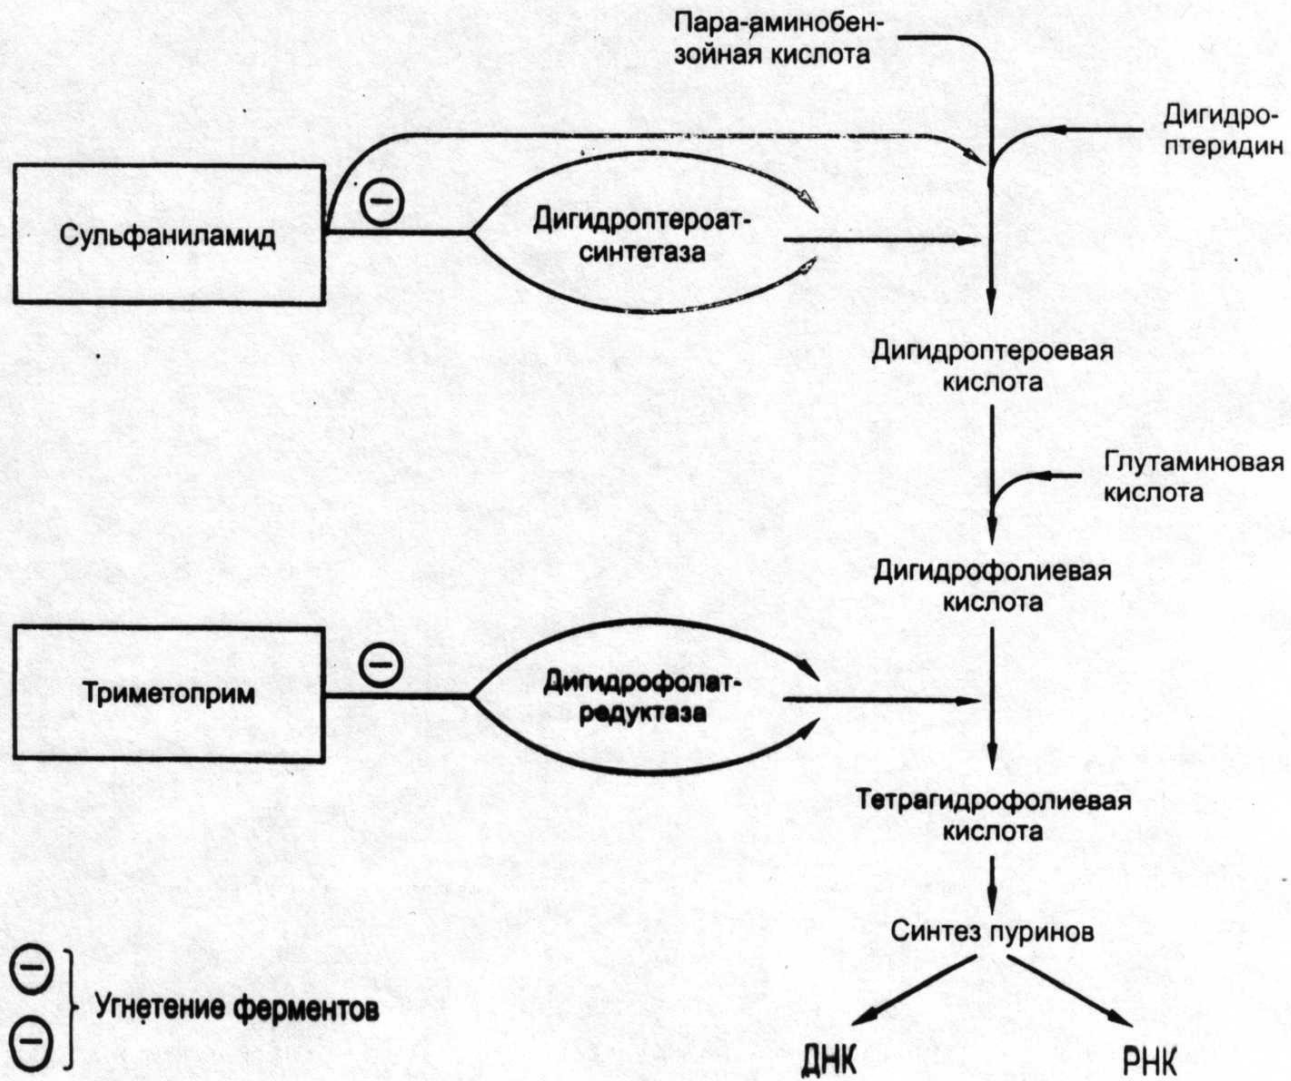 Пара-аминобен-
зойная кислота
Дигидро-
птеридин
Сульфаниламид
Дигидроптероат-
синтетаза
Дигидроптероевая
кислота
Глутаминовая
кислота
Дигидрофолиевая
кислота
Триметоприм
Дигидрофолат-
редуктаза
Тетрагидрофолиевая
кислота
Синтез пуринов
Угнетение ферментов
ДНК
РНК